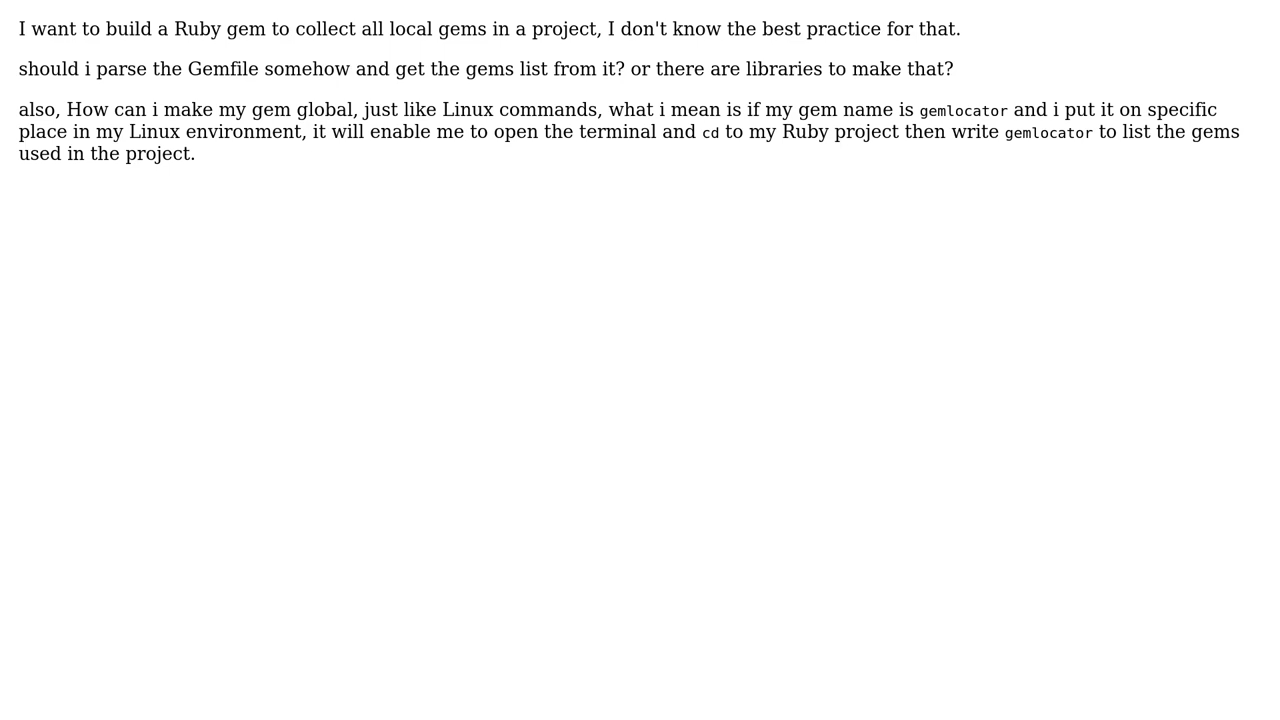 I want to build a Ruby gem to collect all local gems in a project, I don't know the best practice for that.
should i parse the Gemfile somehow and get the gems list from it? or there are libraries to make that?
also, How can i make my gem global, just like Linux commands, what i mean is if my gem name is gemlocator and i put it on specific
place in my Linux environment, it will enable me to open the terminal and cd to my Ruby project then write gemlocator to list the gems
used in the project.